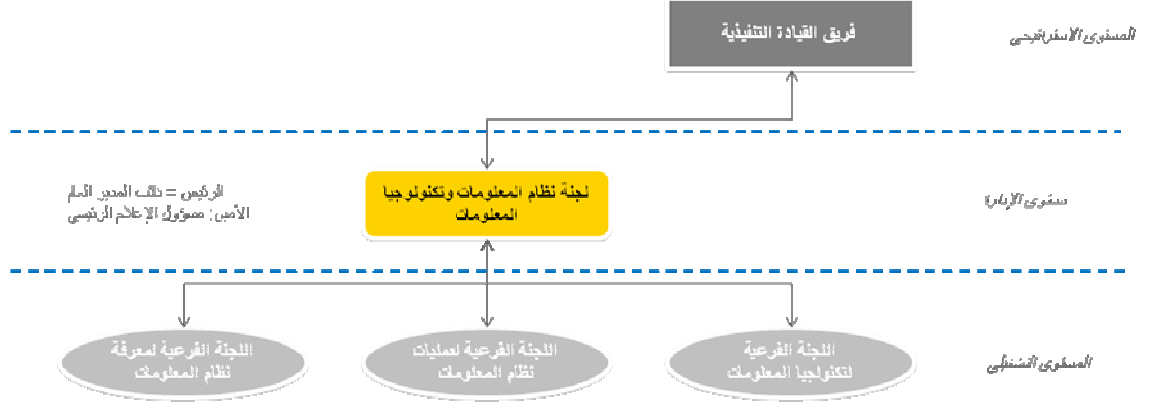 فريق القيادة التنفيذية
المستوى الاستراتيجي
لجنة نظام المعلومات وتكنولوجيا
المعلومات
الرئيس = نائب المدير العام
الأمين: مسؤول الإعلام الرئيسي
مستوى الإدارة
اللجنة الفرعية
لتكنولوجيا المعلومات
اللجنة الفرعية لعمليات
نظام المعلومات
اللجنة الفرعية لمعرفة
نظام المعلومات
المستوى التشغيلي